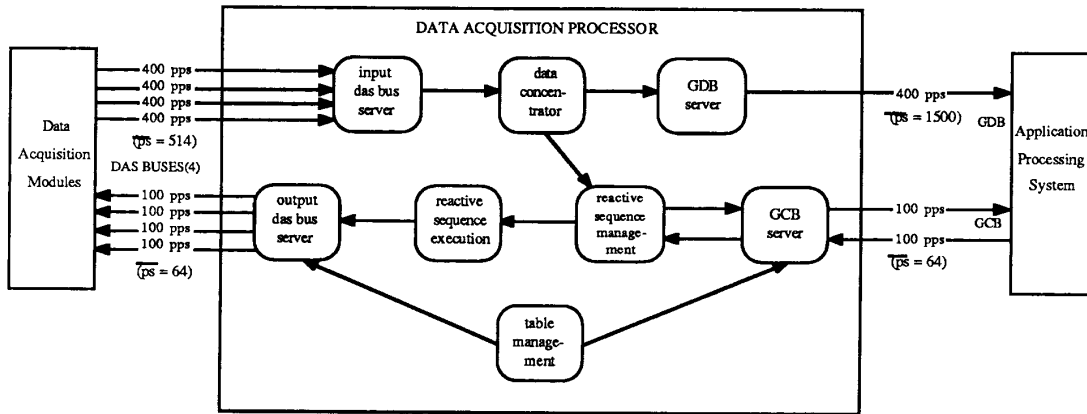 DATA ACQUISITION PROCESSOR
400 pps
400 pps
400 pps
400 pps
(ps = 514)
DAS BUSES(4)
Data
Acquisition
Modules
input
das bus
server
data
concen-
trator
GDB
server
400 pps
(ps = 1500)
GDB
Application
Processing
System
100 pps
100 pps
100 pps
100 pps
(ps = 64)
output
das bus
server
reactive
sequence
execution
reactive
sequence
manage-
ment
GCB
server
100 pps
GCB
100 pps
(ps = 64)
table
manage-
ment